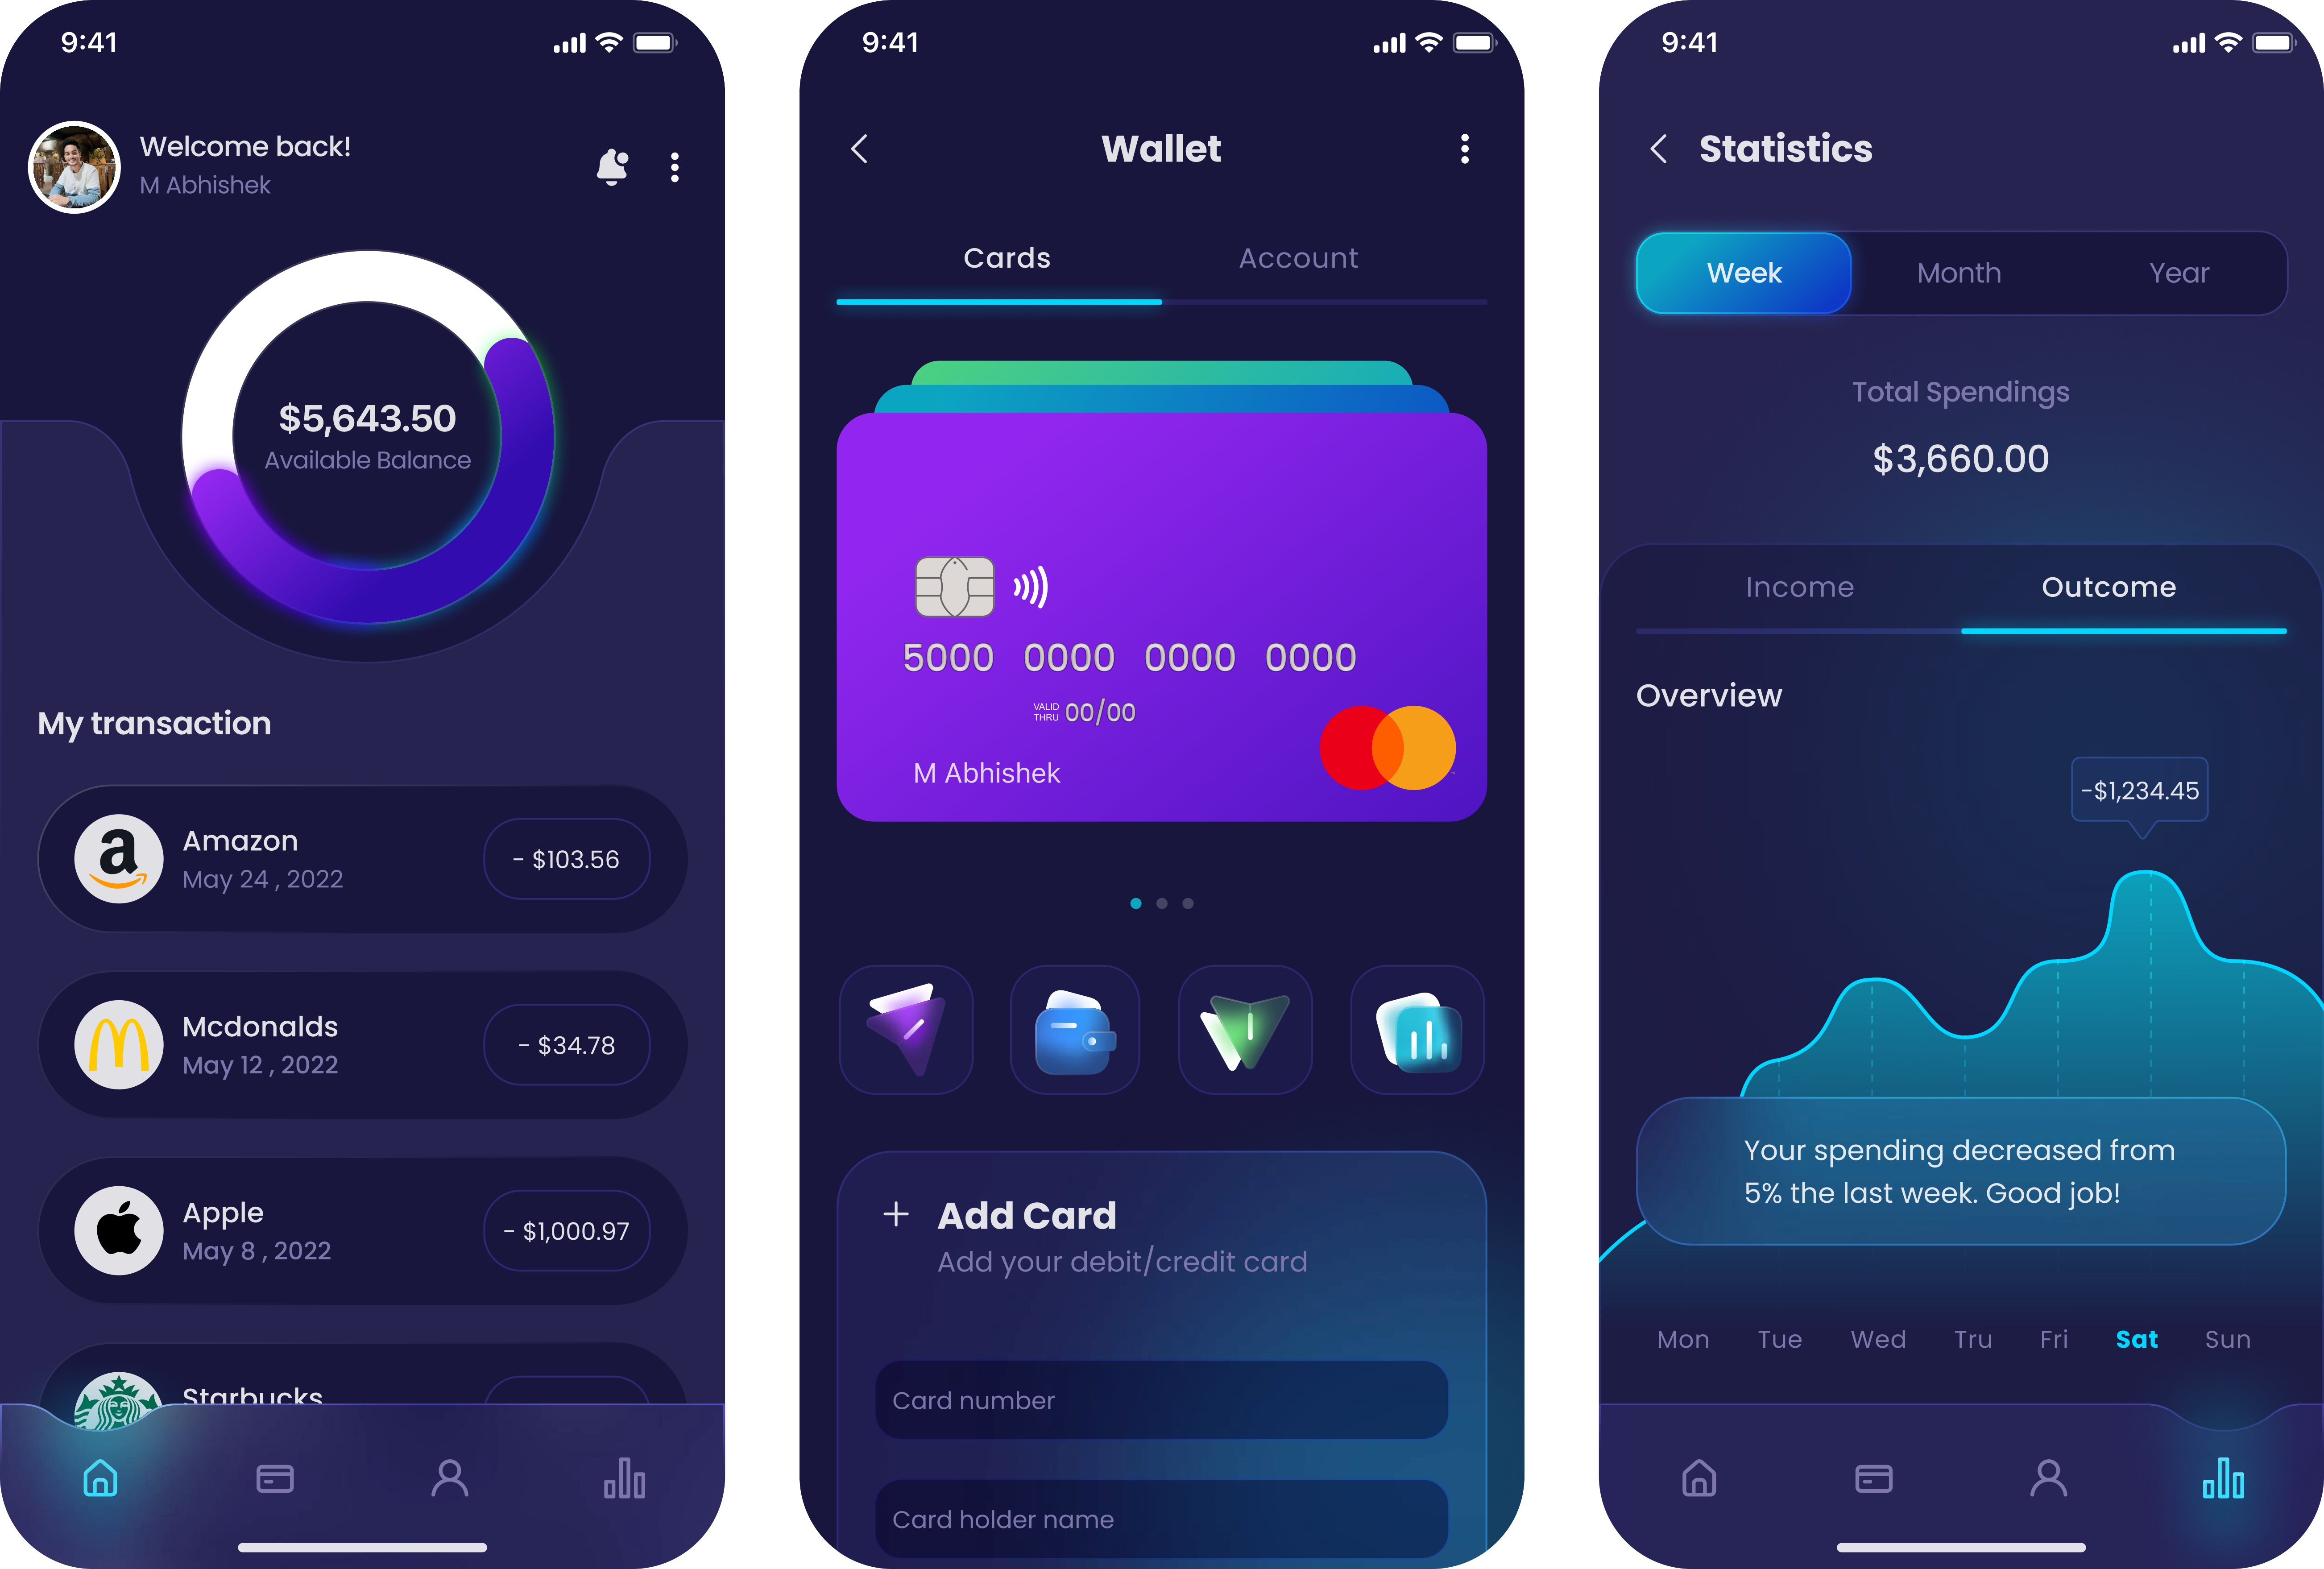 9:41
Welcome back!
M Abhishek
$5,643.50
Available Balance
My transaction
Amazon
May 24 , 2022
- $103.56
Mcdonalds
May 12 , 2022
- $34.78
Apple
May 8 , 2022
- $1,000.97
Starbucks
9:41
Wallet
Cards
Account
5000 0000 0000 0000
VALID
THRU 00/00
M Abhishek
Add Card
Add your debit/credit card
Card number
Card holder name
9:41
Statistics
Week
Month
Year
Total Spendings
$3,660.00
Income
Outcome
Overview
-$1,234.45
Your spending decreased from
5% the last week. Good job!
Mon Tue Wed Tru Fri Sat Sun